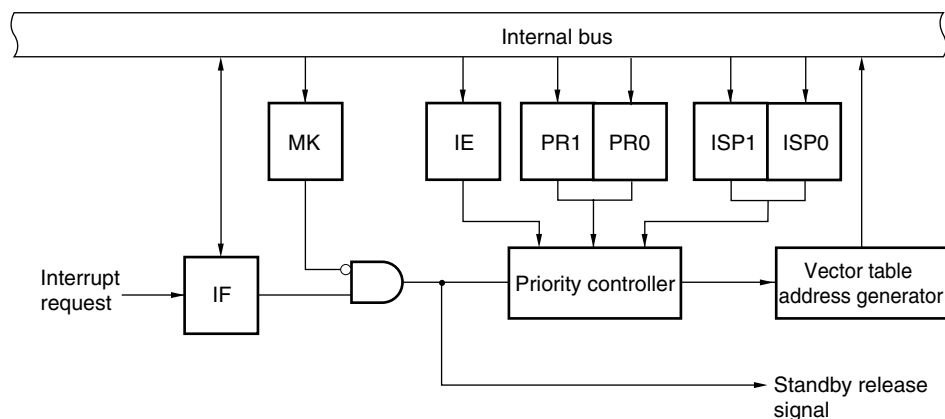 Internal bus
MK
IE
PR1
PR0
ISP1
ISP0
Interrupt
request
IF
Priority controller
Vector table
address generator
Standby release
signal